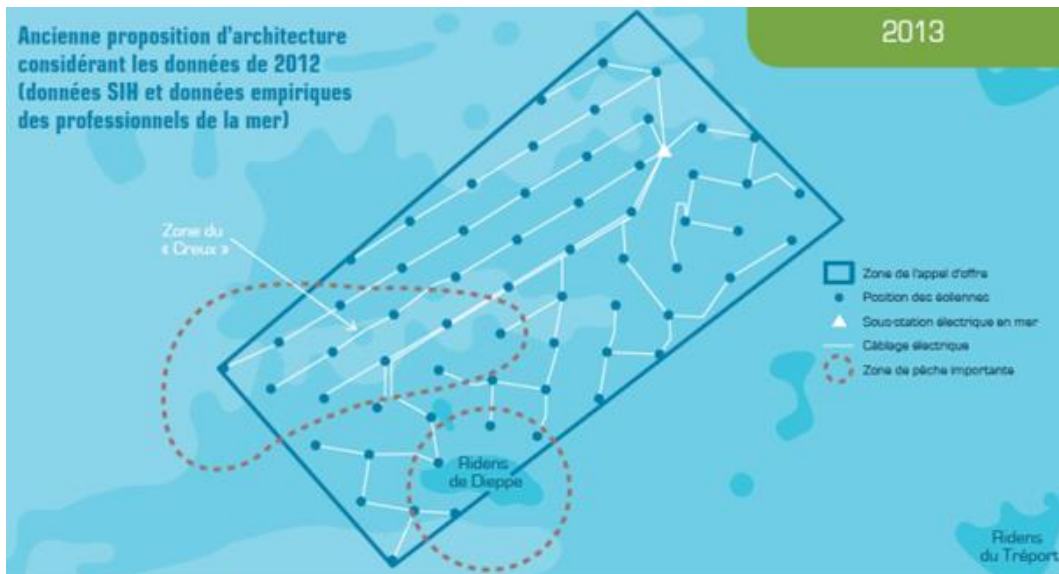 Ancienne proposition d'architecture
considérant les données de 2012
(données SIH et données empiriques
des professionnels de la mer)
2013
Zone du
« Creux »
Zone de l'appel d'offre
Position des éoliennes
Sous-station électrique en mer
Câblage électrique
Zone de pêche importante
Ridens
de Dieppe
Ridens
du Tréport